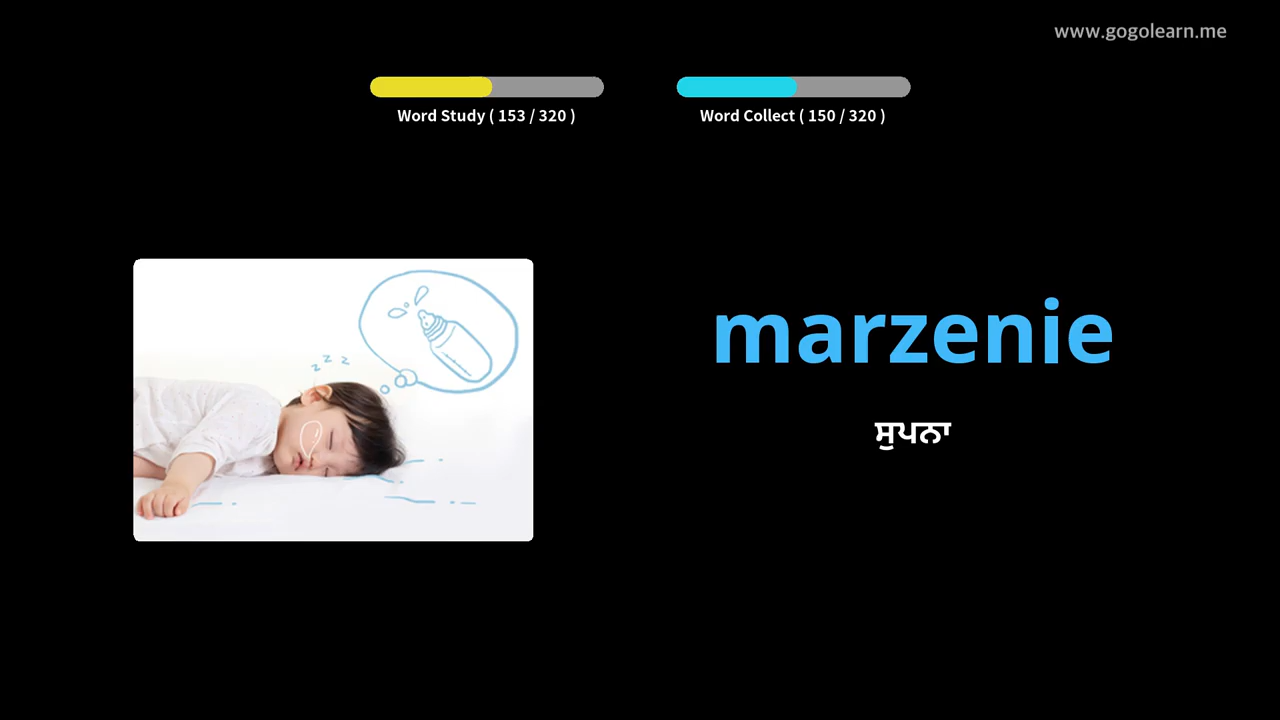 www.gogolearn.me
Word Study ( 153 / 320 )
Word Collect ( 150 / 320 )
z z z
marzenie
ਸੁਪਨਾ